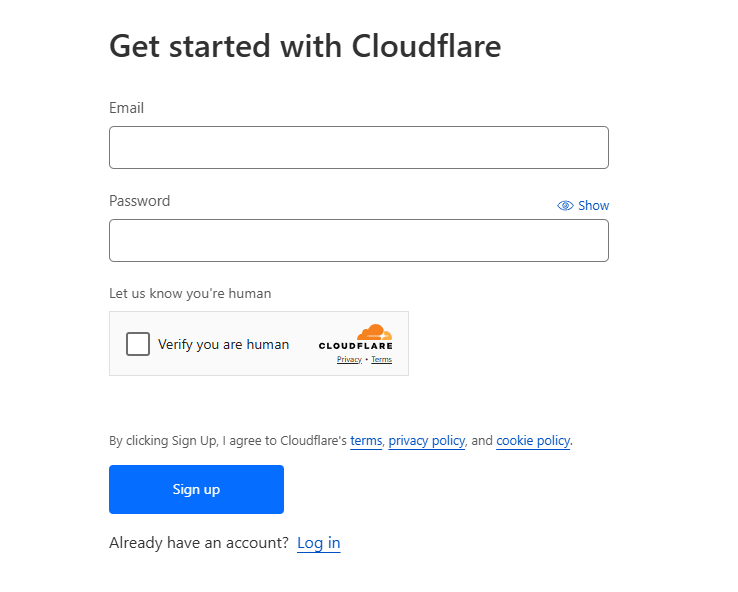 Get started with Cloudflare
Email
Password
Show
Let us know you're human
Verify you are human
CLOUDFLARE
Privacy • Terms
By clicking Sign Up, I agree to Cloudflare's terms, privacy policy, and cookie policy.
Sign up
Already have an account? Log in